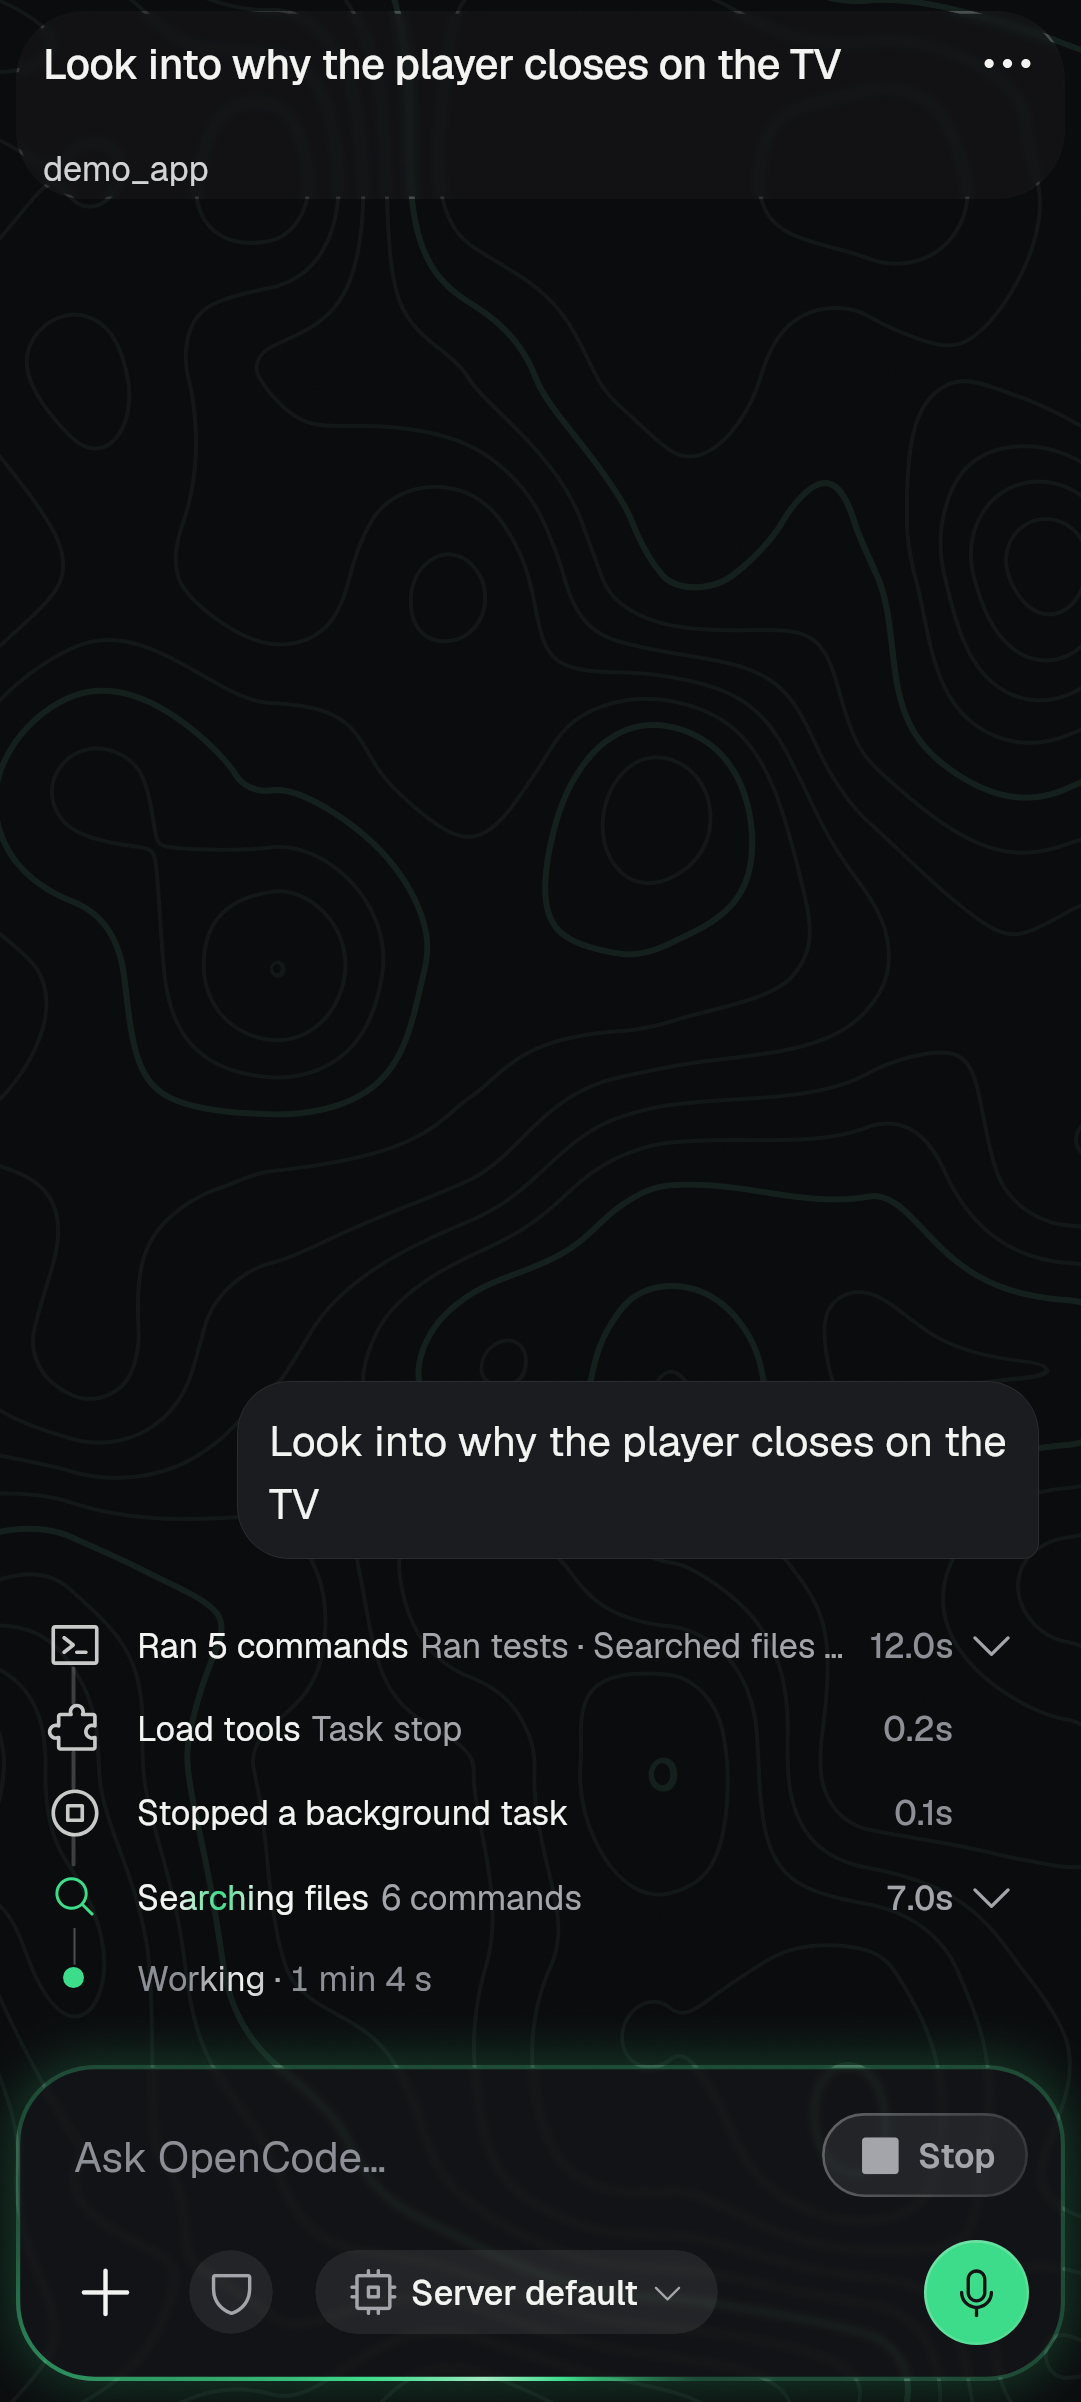 Look into why the player closes on the TV
demo_app
Look into why the player closes on the
TV
Ran 5 commands Ran tests · Searched files ... 12.0s
Load tools Task stop 0.2s
Stopped a background task 0.1s
Searching files 6 commands 7.0s
Working · 1 min 4 s
Ask OpenCode...
Stop
Server default